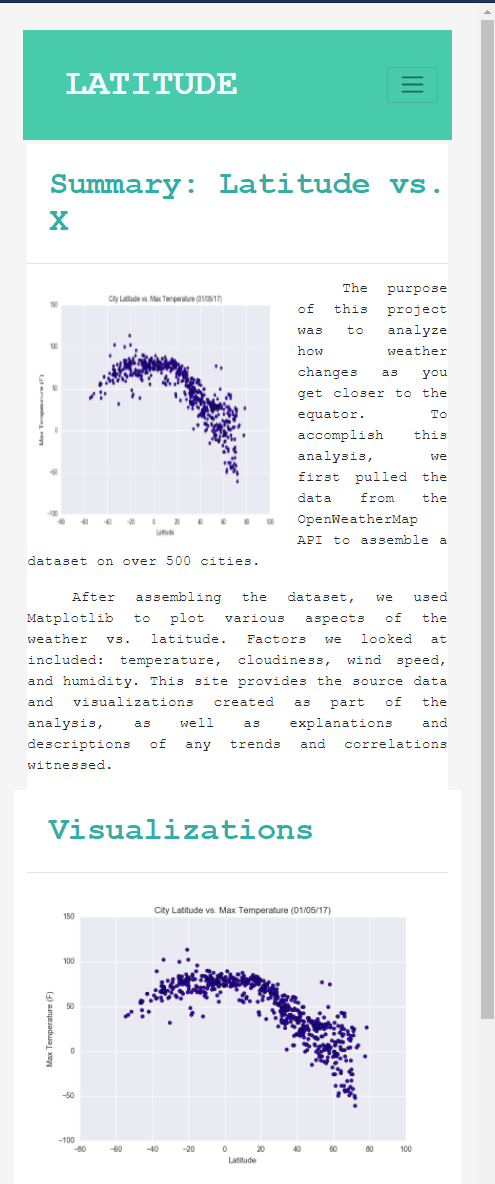 LATITUDE
Summary: Latitude vs.
X
City Latitude vs. Max Temperature (01/05/17)
150
100
50
0
-50
-100
Max Temperature (F)
-80 -60 -40 -20 0 20 40 60 80 100
Latitude
The purpose
of this project
was to analyze
how weather
changes as you
get closer to the
equator. To
accomplish this
analysis, we
first pulled the
data from the
OpenWeatherMap
API to assemble a
dataset on over 500 cities.
After assembling the dataset, we used
Matplotlib to plot various aspects of the
weather vs. latitude. Factors we looked at
included: temperature, cloudiness, wind speed,
and humidity. This site provides the source data
and visualizations created as part of the
analysis, as well as explanations and
descriptions of any trends and correlations
witnessed.
Visualizations
City Latitude vs. Max Temperature (01/05/17)
150
100
50
0
−50
−100
Max Temperature (F)
−80 −60 −40 −20 0 20 40 60 80 100
Latitude